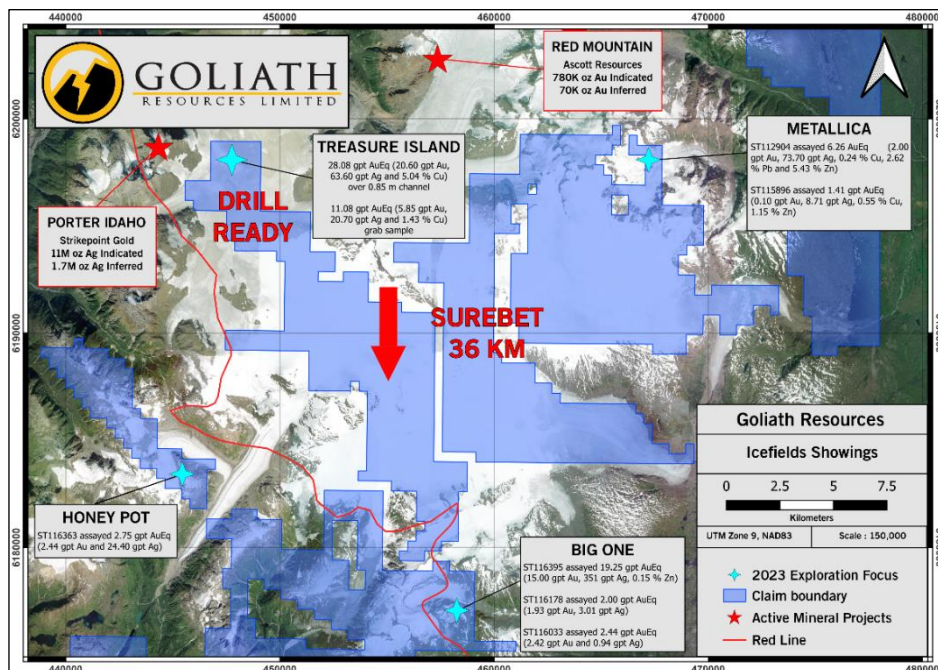 440000
450000
460000
470000
480000
GOLIATH
RESOURCES LIMITED
RED MOUNTAIN
Ascott Resources
780K oz Au Indicated
70K oz Au Inferred
6200000
TREASURE ISLAND
28.08 gpt AuEq (20.60 gpt Au,
63.60 gpt Ag and 5.04 % Cu)
over 0.85 m channel
11.08 gpt AuEq (5.85 gpt Au,
20.70 gpt Ag and 1.43 % Cu)
grab sample
METALLICA
ST112904 assayed 6.26 AuEq (2.00
gpt Au, 73.70 gpt Ag, 0.24 % Cu, 2.62
% Pb and 5.43 % Zn)
ST115896 assayed 1.41 gptAuEq
(0.10 gpt Au, 8.71 gpt Ag, 0.55 % Cu,
1.15 % Zn)
DRILL
READY
PORTER IDAHO
Strikepoint Gold
11M oz Ag Indicated
1.7M oz Ag Inferred
SUREBET
36 KM
6190000
Goliath Resources
Icefields Showings
0 2.5 5 7.5
Kilometers
UTM Zone 9, NAD83
Scale : 150,000
HONEY POT
ST116363 assayed 2.75 gpt AuEq
(2.44 gpt Au and 24.40 gpt Ag)
6180000
BIG ONE
ST116395 assayed 19.25 gpt AuEq
(15.00 gpt Au, 351 gpt Ag, 0.15 % Zn)
ST116178 assayed 2.00 gpt AuEq
(1.93 gpt Au, 3.01 gpt Ag)
ST116033 assayed 2.44 gpt AuEq
(2.42 gpt Au and 0.94 gpt Ag)
2023 Exploration Focus
Claim boundary
Active Mineral Projects
Red Line
440000
450000
460000
470000
480000